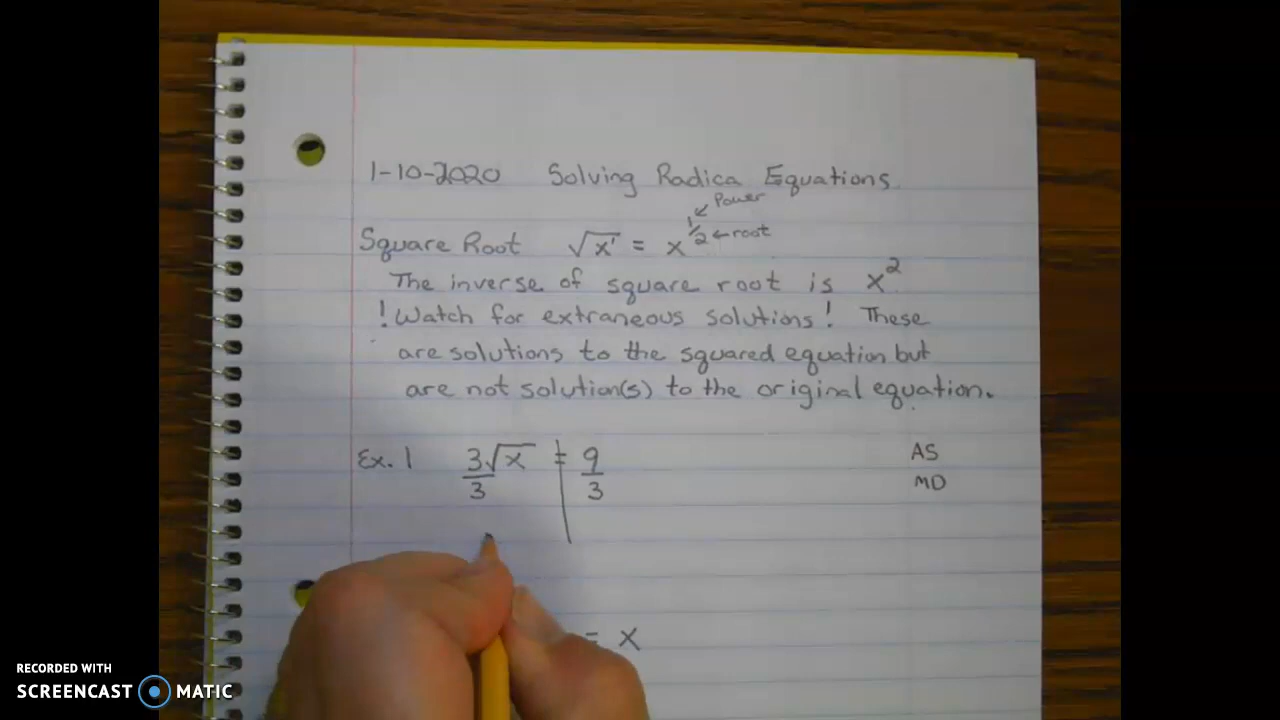 1-10-2020 Solving Radica Equations
Power
Square Root √x = x^1/2 ← root
The inverse of square root is x²
! Watch for extraneous solutions! These
are solutions to the squared equation but
are not solution(s) to the original equation.
Ex. 1 3√x = 9 AS
3 3 MD
= x
RECORDED WITH
SCREENCAST MATIC